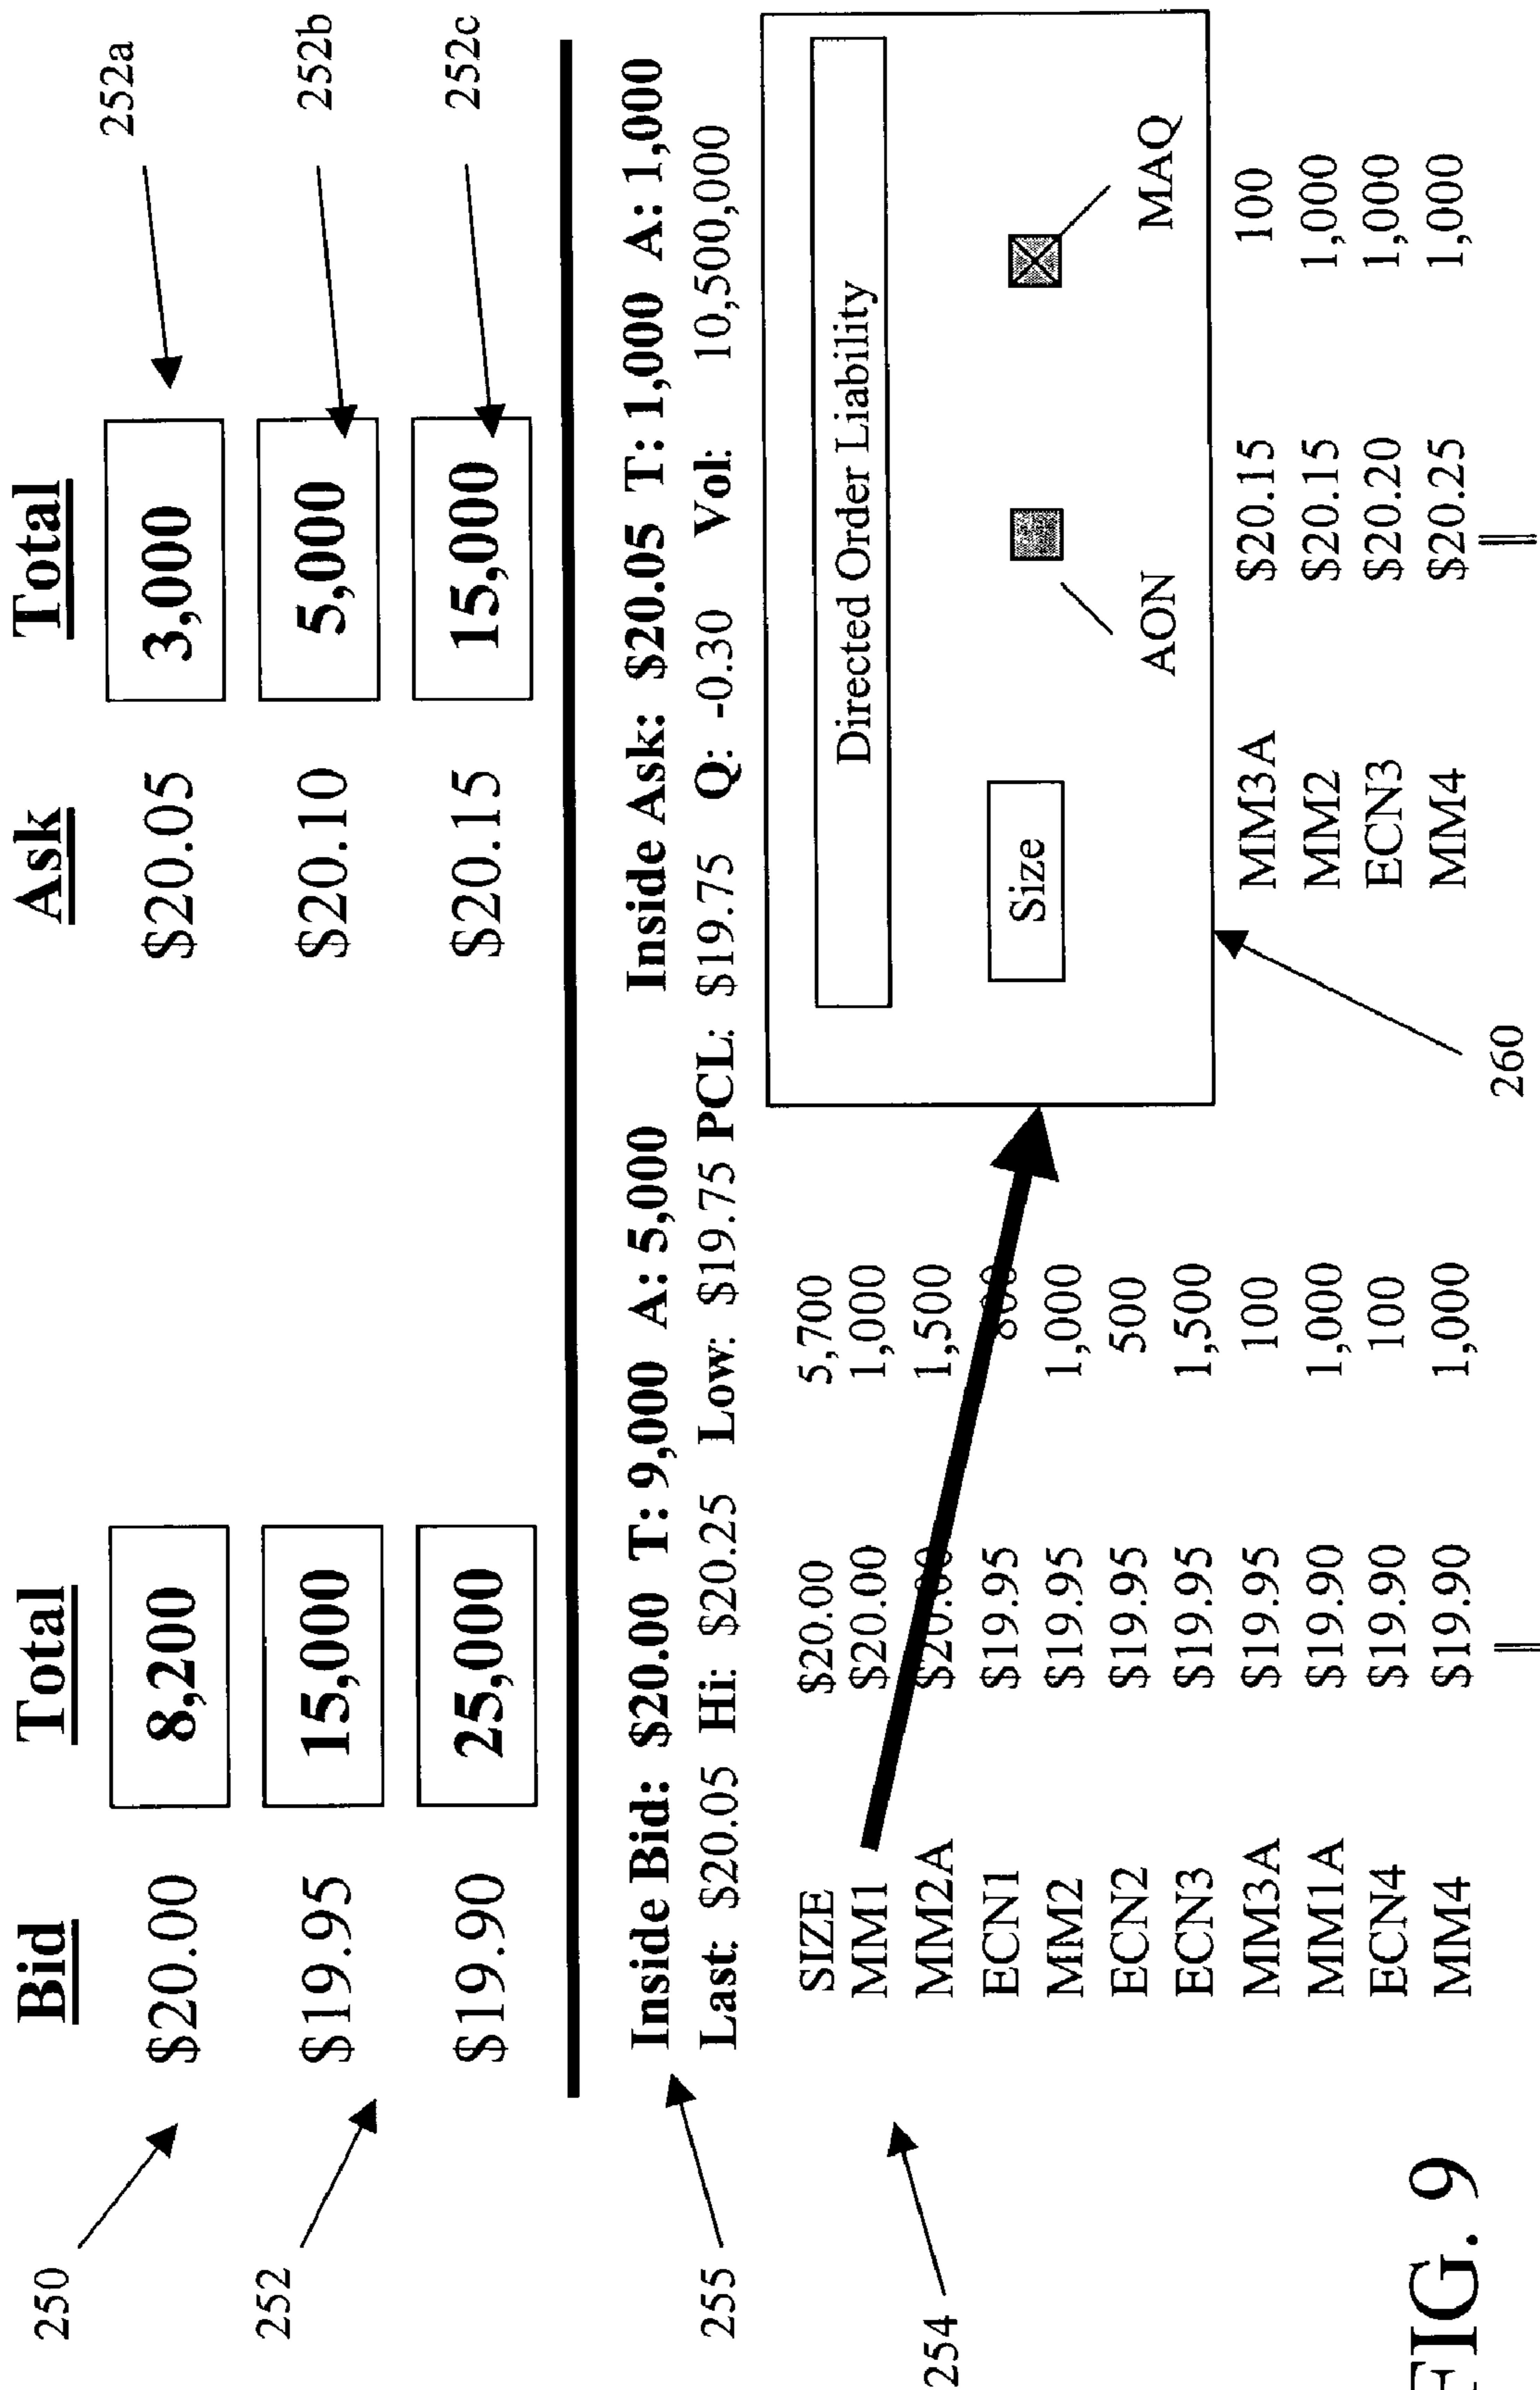 Bid Total Ask Total
250 $20.00 8,200 $20.05 3,000 252a
252 $19.95 15,000 $20.10 5,000 252b
$19.90 25,000 $20.15 15,000 252c
255 Inside Bid: $20.00 T: 9,000 A: 5,000 Inside Ask: $20.05 T: 1,000 A: 1,000
Last: $20.05 Hi: $20.25 Low: $19.75 PCL: $19.75 Q: -0.30 Vol: 10,500,000
SIZE $20.00 5,700
Directed Order Liability
254 MM1 $20.00 1,000
MM2A $20.00 1,500
ECN1 $19.95 800
Size
MM2 $19.95 1,000
ECN2 $19.95 500
AON MAQ
ECN3 $19.95 1,500
MM3A $19.95 100 MM3A $20.15 100
MM1A $19.90 1,000 MM2 $20.15 1,000
ECN4 $19.90 100 ECN3 $20.20 1,000
MM4 $19.90 1,000 MM4 $20.25 1,000
260
FIG. 9